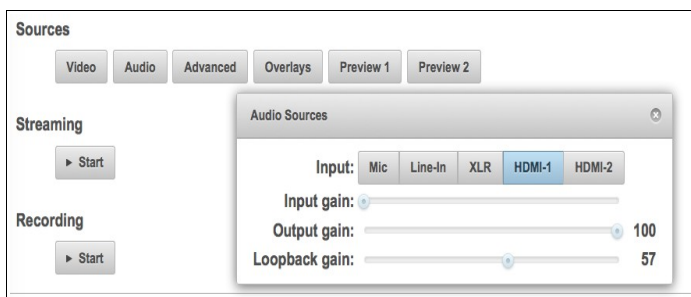 Sources
Video Audio Advanced Overlays Preview 1 Preview 2
Streaming
Start
Recording
Start
Audio Sources
Input: Mic Line-In XLR HDMI-1 HDMI-2
Input gain:
Output gain: 100
Loopback gain: 57